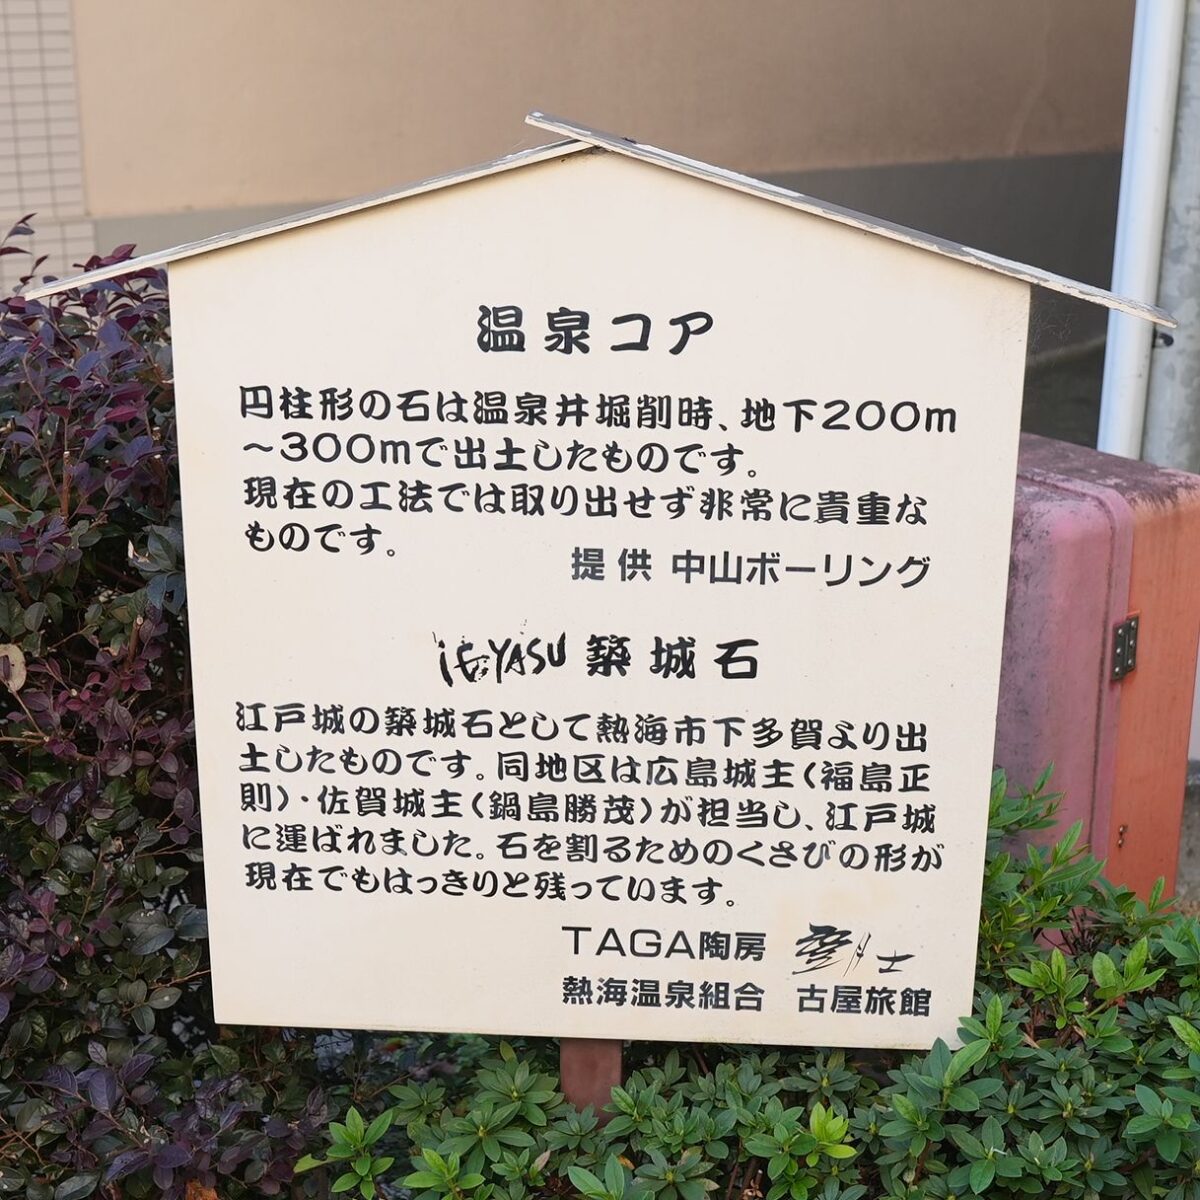 温泉コア
円柱形の石は温泉井堀削時、地下200m
～300mで出土したものです。
現在の工法では取り出せず非常に貴重な
ものです。
提供 中山ボーリング
iEYASU 築城石
江戸城の築城石として熱海市下多賀より出
土したものです。同地区は広島城主(福島正
則)・佐賀城主(鍋島勝茂)が担当し、江戸城
に運ばれました。石を割るためのくさびの形が
現在でもはっきりと残っています。
TAGA陶房
熱海温泉組合 古屋旅館